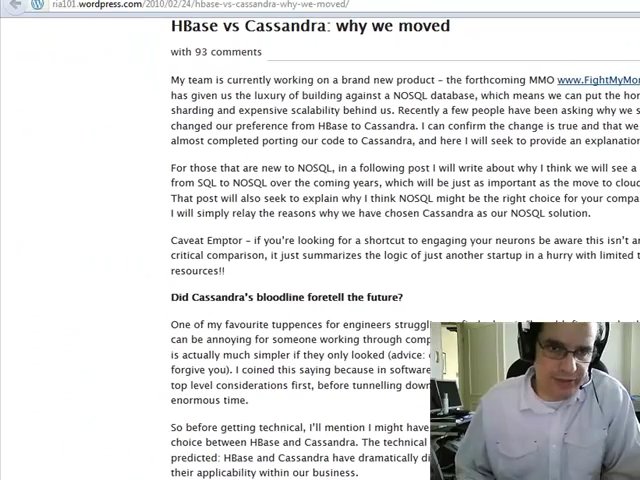 ria101.wordpress.com/2010/02/24/hbase-vs-cassandra-why-we-moved/
HBase vs Cassandra: why we moved
with 93 comments
My team is currently working on a brand new product – the forthcoming MMO www.FightMyMon
has given us the luxury of building against a NOSQL database, which means we can put the hor
sharding and expensive scalability behind us. Recently a few people have been asking why we s
changed our preference from HBase to Cassandra. I can confirm the change is true and that we
almost completed porting our code to Cassandra, and here I will seek to provide an explanation
For those that are new to NOSQL, in a following post I will write about why I think we will see a
from SQL to NOSQL over the coming years, which will be just as important as the move to cloud
That post will also seek to explain why I think NOSQL might be the right choice for your compa
I will simply relay the reasons why we have chosen Cassandra as our NOSQL solution.
Caveat Emptor – if you're looking for a shortcut to engaging your neurons be aware this isn't an
critical comparison, it just summarizes the logic of just another startup in a hurry with limited t
resources!!
Did Cassandra's bloodline foretell the future?
One of my favourite tuppences for engineers struggli
can be annoying for someone working through comp
is actually much simpler if they only looked (advice:
forgive you). I coined this saying because in software
top level considerations first, before tunnelling down
enormous time.
So before getting technical, I'll mention I might have
choice between HBase and Cassandra. The technical
predicted: HBase and Cassandra have dramatically di
their applicability within our business.